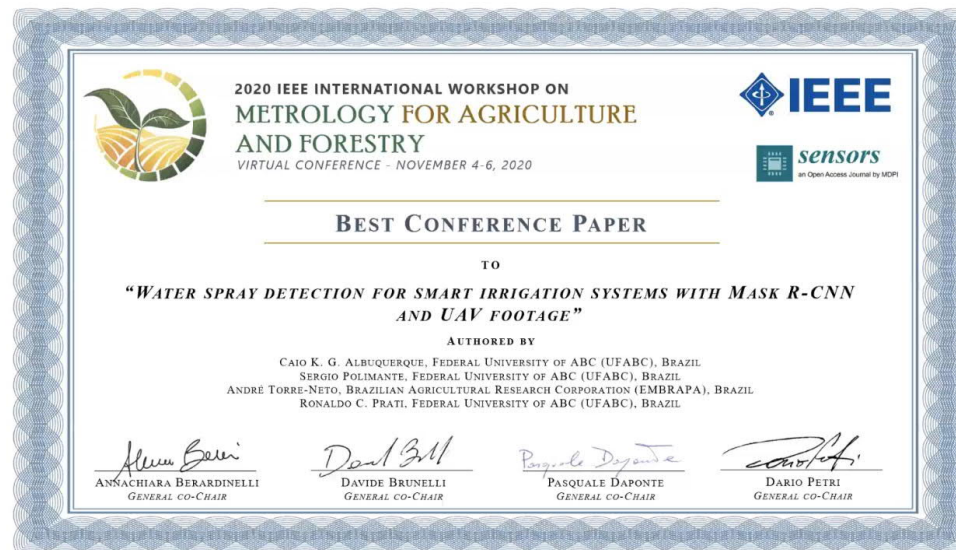 2020 IEEE INTERNATIONAL WORKSHOP ON
METROLOGY FOR AGRICULTURE
AND FORESTRY
VIRTUAL CONFERENCE - NOVEMBER 4-6, 2020
IEEE
sensors
an Open Access Journal by MDPI
BEST CONFERENCE PAPER
TO
“WATER SPRAY DETECTION FOR SMART IRRIGATION SYSTEMS WITH MASK R-CNN
AND UAV FOOTAGE”
AUTHORED BY
CAIO K. G. ALBUQUERQUE, FEDERAL UNIVERSITY OF ABC (UFABC), BRAZIL
SERGIO POLIMANTE, FEDERAL UNIVERSITY OF ABC (UFABC), BRAZIL
ANDRÉ TORRE-NETO, BRAZILIAN AGRICULTURAL RESEARCH CORPORATION (EMBRAPA), BRAZIL
RONALDO C. PRATI, FEDERAL UNIVERSITY OF ABC (UFABC), BRAZIL
ANNACHIARA BERARDINELLI
GENERAL CO-CHAIR
DAVIDE BRUNELLI
GENERAL CO-CHAIR
Pasquale Daponte
PASQUALE DAPONTE
GENERAL CO-CHAIR
DARIO PETRI
GENERAL CO-CHAIR